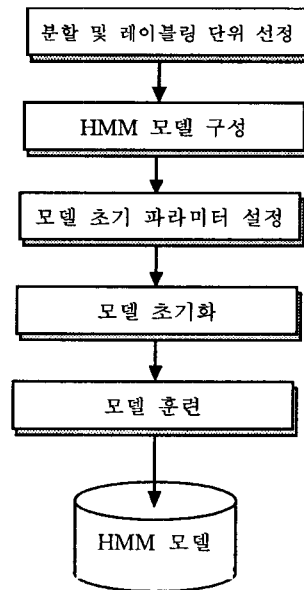 분할 및 레이블링 단위 선정
HMM 모델 구성
모델 초기 파라미터 설정
모델 초기화
모델 훈련
HMM 모델